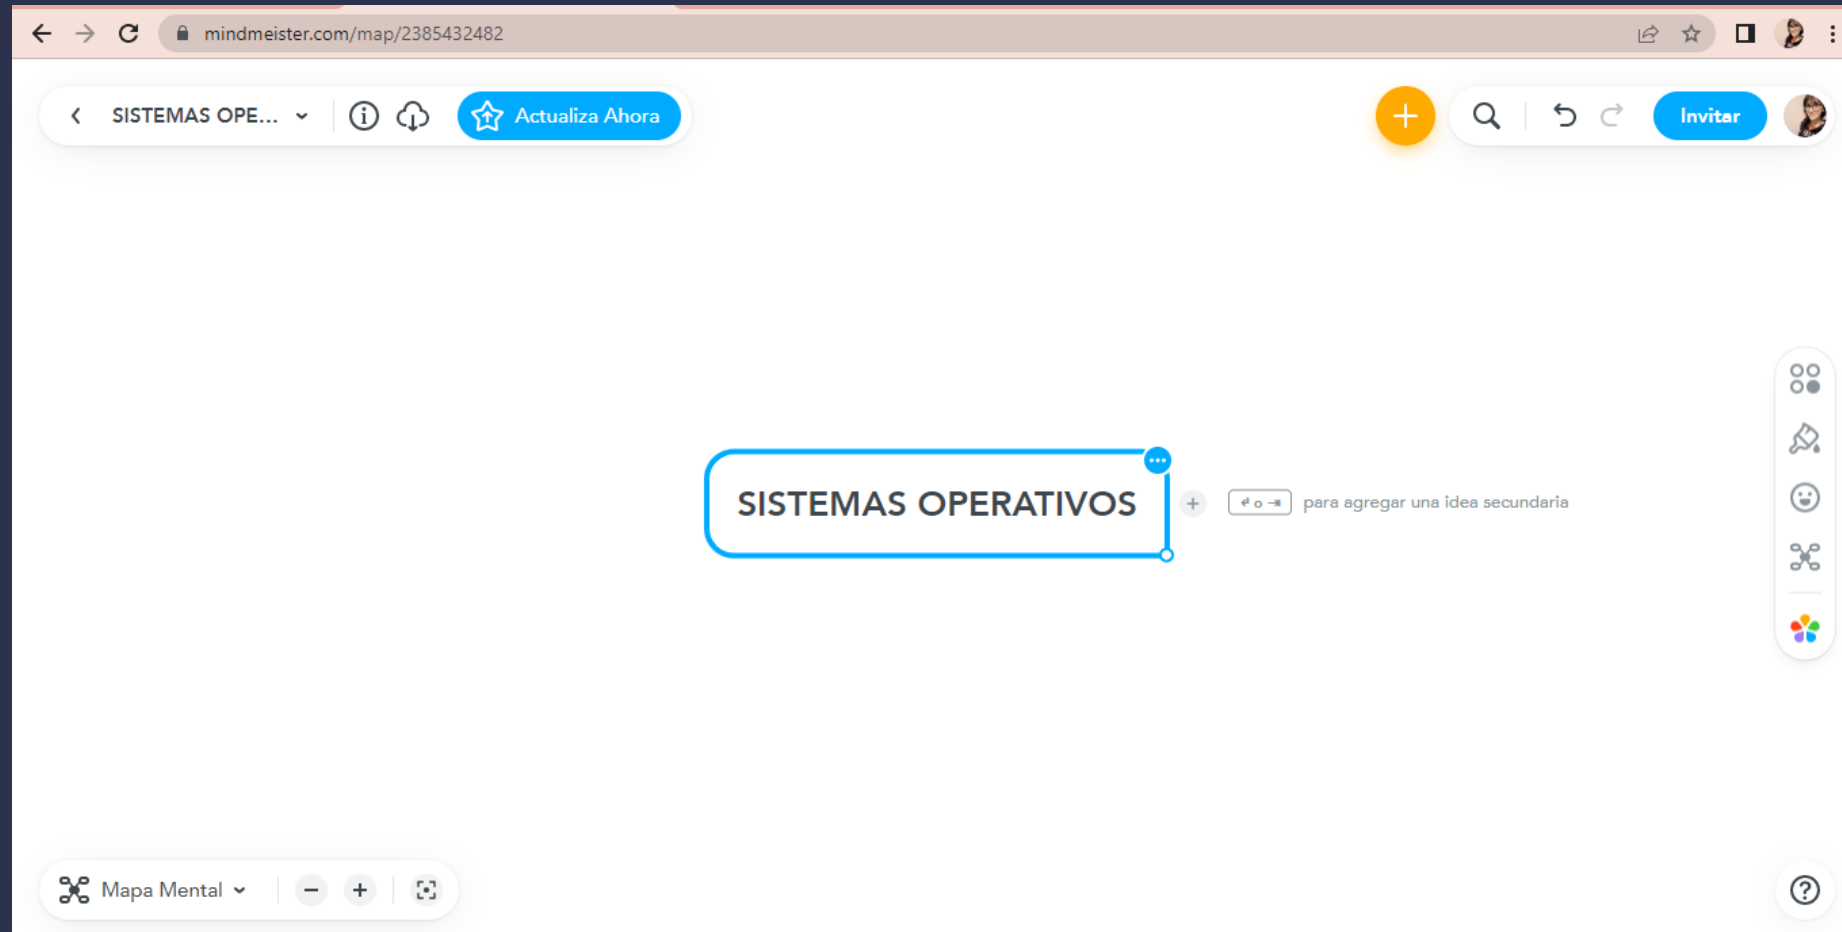 mindmeister.com/map/2385432482
SISTEMAS OPE...
Actualiza Ahora
Invitar
SISTEMAS OPERATIVOS
o
para agregar una idea secundaria
Mapa Mental